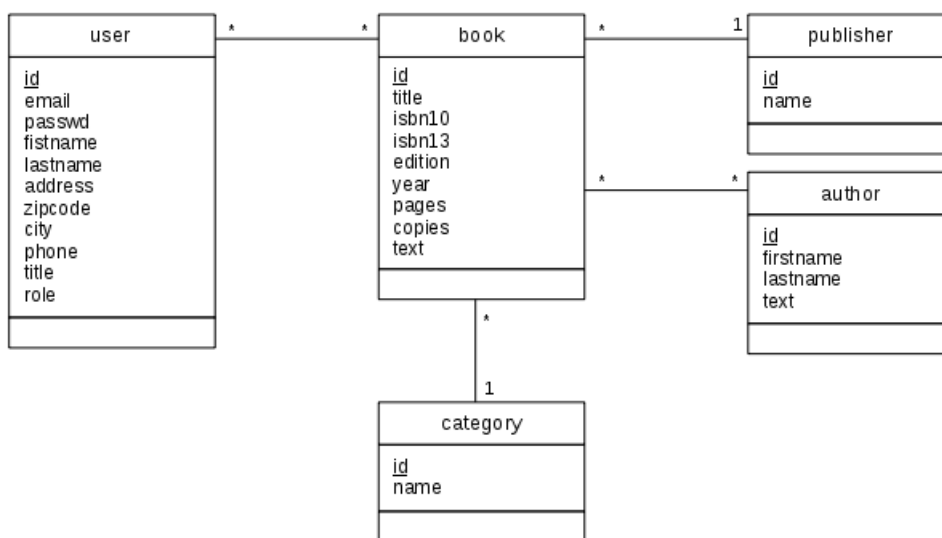 user
id
email
passwd
fistname
lastname
address
zipcode
city
phone
title
role
* *
book
id
title
isbn10
isbn13
edition
year
pages
copies
text
* 1
publisher
id
name
* *
author
id
firstname
lastname
text
*
1
category
id
name